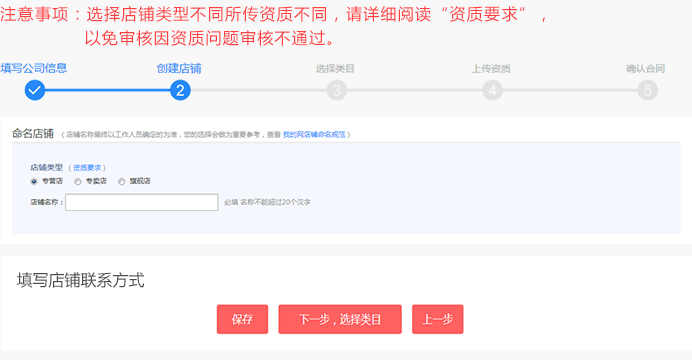 注意事项：选择店铺类型不同所传资质不同，请详细阅读“资质要求”，
以免审核因资质问题审核不通过。
填写公司信息 创建店铺 选择类目 上传资质 确认合同
2 3 4 5
命名店铺 （店铺名称最终以工作人员确定的为准，您的选择会做为重要参考，查看 我的网店铺命名规范）
店铺类型 （资质要求）
专营店 专卖店 旗舰店
店铺名称： 必填 名称不能超过20个汉字
填写店铺联系方式
保存 下一步，选择类目 上一步